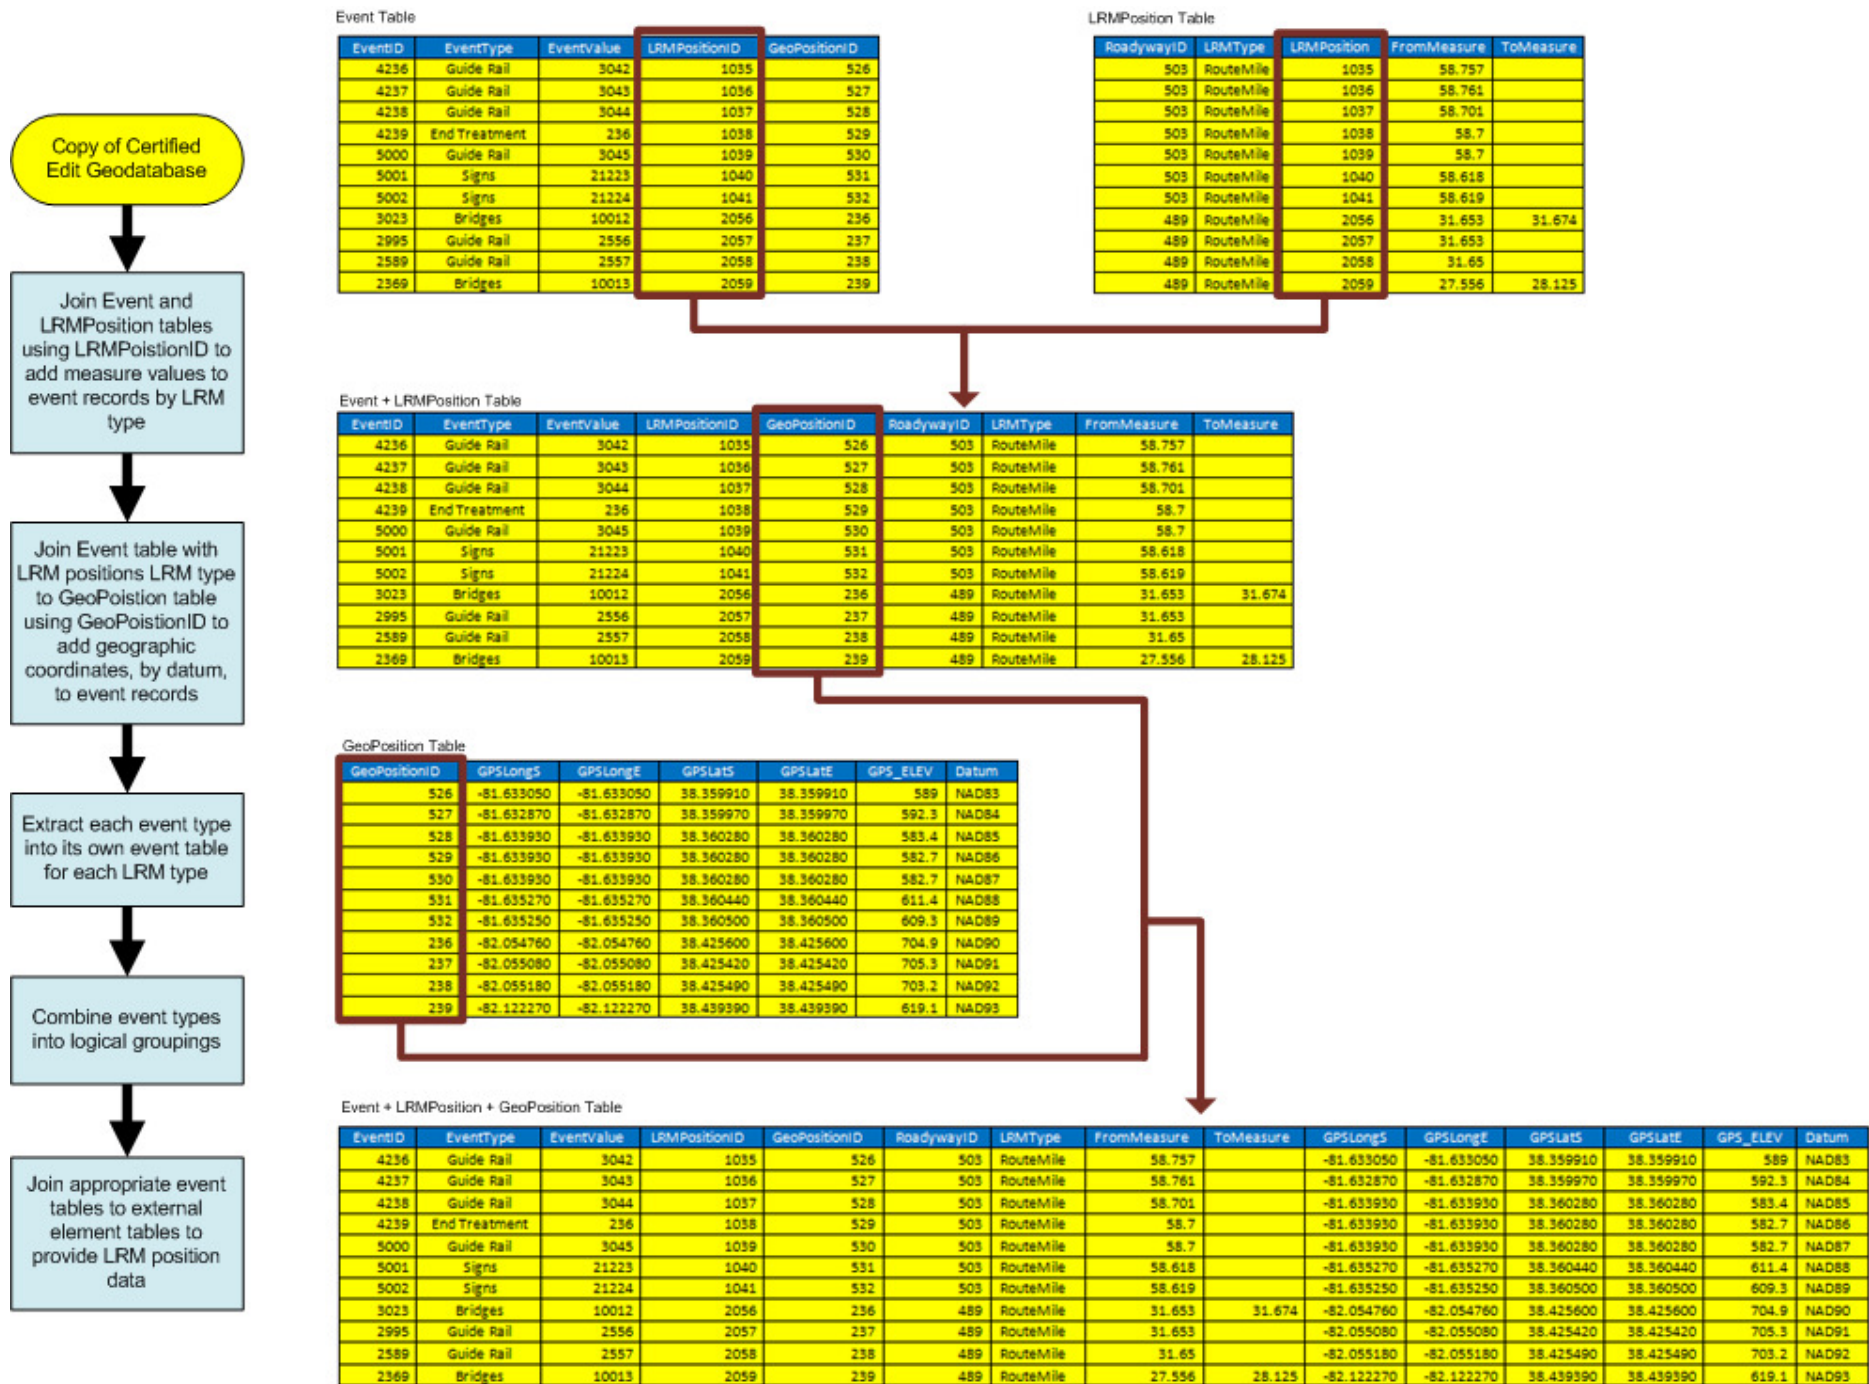 Copy of Certified
Edit Geodatabase
Join Event and
LRMPosition tables
using LRMPoistionID to
add measure values to
event records by LRM
type
Join Event table with
LRM positions LRM type
to GeoPoistion table
using GeoPoistionID to
add geographic
coordinates, by datum,
to event records
Extract each event type
into its own event table
for each LRM type
Combine event types
into logical groupings
Join appropriate event
tables to external
element tables to
provide LRM position
data
Event Table
EventID EventType EventValue LRMPositionID GeoPositionID
4236 Guide Rail 3042 1035 526
4237 Guide Rail 3043 1036 527
4238 Guide Rail 3044 1037 528
4239 End Treatment 236 1038 529
5000 Guide Rail 3045 1039 530
5001 Signs 21223 1040 531
5002 Signs 21224 1041 532
3023 Bridges 10012 2056 236
2995 Guide Rail 2556 2057 237
2589 Guide Rail 2557 2058 238
2369 Bridges 10013 2059 239
LRMPosition Table
RoadywayID LRMType LRMPosition FromMeasure ToMeasure
503 RouteMile 1035 58.757
503 RouteMile 1036 58.761
503 RouteMile 1037 58.701
503 RouteMile 1038 58.7
503 RouteMile 1039 58.7
503 RouteMile 1040 58.618
503 RouteMile 1041 58.619
489 RouteMile 2056 31.653 31.674
489 RouteMile 2057 31.653
489 RouteMile 2058 31.65
489 RouteMile 2059 27.556 28.125
Event + LRMPosition Table
EventID EventType EventValue LRMPositionID GeoPositionID RoadywayID LRMType FromMeasure ToMeasure
4236 Guide Rail 3042 1035 526 503 RouteMile 58.757
4237 Guide Rail 3043 1036 527 503 RouteMile 58.761
4238 Guide Rail 3044 1037 528 503 RouteMile 58.701
4239 End Treatment 236 1038 529 503 RouteMile 58.7
5000 Guide Rail 3045 1039 530 503 RouteMile 58.7
5001 Signs 21223 1040 531 503 RouteMile 58.618
5002 Signs 21224 1041 532 503 RouteMile 58.619
3023 Bridges 10012 2056 236 489 RouteMile 31.653 31.674
2995 Guide Rail 2556 2057 237 489 RouteMile 31.653
2589 Guide Rail 2557 2058 238 489 RouteMile 31.65
2369 Bridges 10013 2059 239 489 RouteMile 27.556 28.125
GeoPosition Table
GeoPositionID GPSLongS GPSLongE GPSLatS GPSLatE GPS_ELEV Datum
526 -81.633050 -81.633050 38.359910 38.359910 589 NAD83
527 -81.632870 -81.632870 38.359970 38.359970 592.3 NAD84
528 -81.633930 -81.633930 38.360280 38.360280 583.4 NAD85
529 -81.633930 -81.633930 38.360280 38.360280 582.7 NAD86
530 -81.633930 -81.633930 38.360280 38.360280 582.7 NAD87
531 -81.635270 -81.635270 38.360440 38.360440 611.4 NAD88
532 -81.635250 -81.635250 38.360500 38.360500 609.3 NAD89
236 -82.054760 -82.054760 38.425600 38.425600 704.9 NAD90
237 -82.055080 -82.055080 38.425420 38.425420 705.3 NAD91
238 -82.055180 -82.055180 38.425490 38.425490 703.2 NAD92
239 -82.122270 -82.122270 38.439390 38.439390 619.1 NAD93
Event + LRMPosition + GeoPosition Table
EventID EventType EventValue LRMPositionID GeoPositionID RoadywayID LRMType FromMeasure ToMeasure GPSLongS GPSLongE GPSLatS GPSLatE GPS_ELEV Datum
4236 Guide Rail 3042 1035 526 503 RouteMile 58.757 -81.633050 -81.633050 38.359910 38.359910 589 NAD83
4237 Guide Rail 3043 1036 527 503 RouteMile 58.761 -81.632870 -81.632870 38.359970 38.359970 592.3 NAD84
4238 Guide Rail 3044 1037 528 503 RouteMile 58.701 -81.633930 -81.633930 38.360280 38.360280 583.4 NAD85
4239 End Treatment 236 1038 529 503 RouteMile 58.7 -81.633930 -81.633930 38.360280 38.360280 582.7 NAD86
5000 Guide Rail 3045 1039 530 503 RouteMile 58.7 -81.633930 -81.633930 38.360280 38.360280 582.7 NAD87
5001 Signs 21223 1040 531 503 RouteMile 58.618 -81.635270 -81.635270 38.360440 38.360440 611.4 NAD88
5002 Signs 21224 1041 532 503 RouteMile 58.619 -81.635250 -81.635250 38.360500 38.360500 609.3 NAD89
3023 Bridges 10012 2056 236 489 RouteMile 31.653 31.674 -82.054760 -82.054760 38.425600 38.425600 704.9 NAD90
2995 Guide Rail 2556 2057 237 489 RouteMile 31.653 -82.055080 -82.055080 38.425420 38.425420 705.3 NAD91
2589 Guide Rail 2557 2058 238 489 RouteMile 31.65 -82.055180 -82.055180 38.425490 38.425490 703.2 NAD92
2369 Bridges 10013 2059 239 489 RouteMile 27.556 28.125 -82.122270 -82.122270 38.439390 38.439390 619.1 NAD93